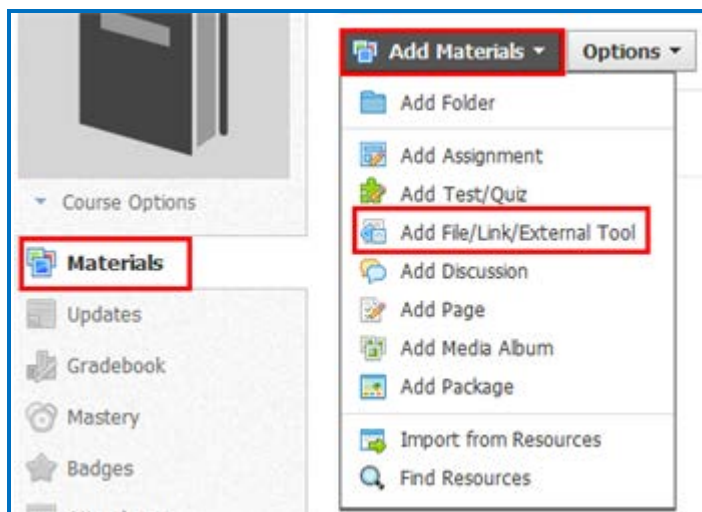 Add Materials
Options
Add Folder
Add Assignment
Add Test/Quiz
Add File/Link/External Tool
Add Discussion
Add Page
Add Media Album
Add Package
Import from Resources
Find Resources
Course Options
Materials
Updates
Gradebook
Mastery
Badges